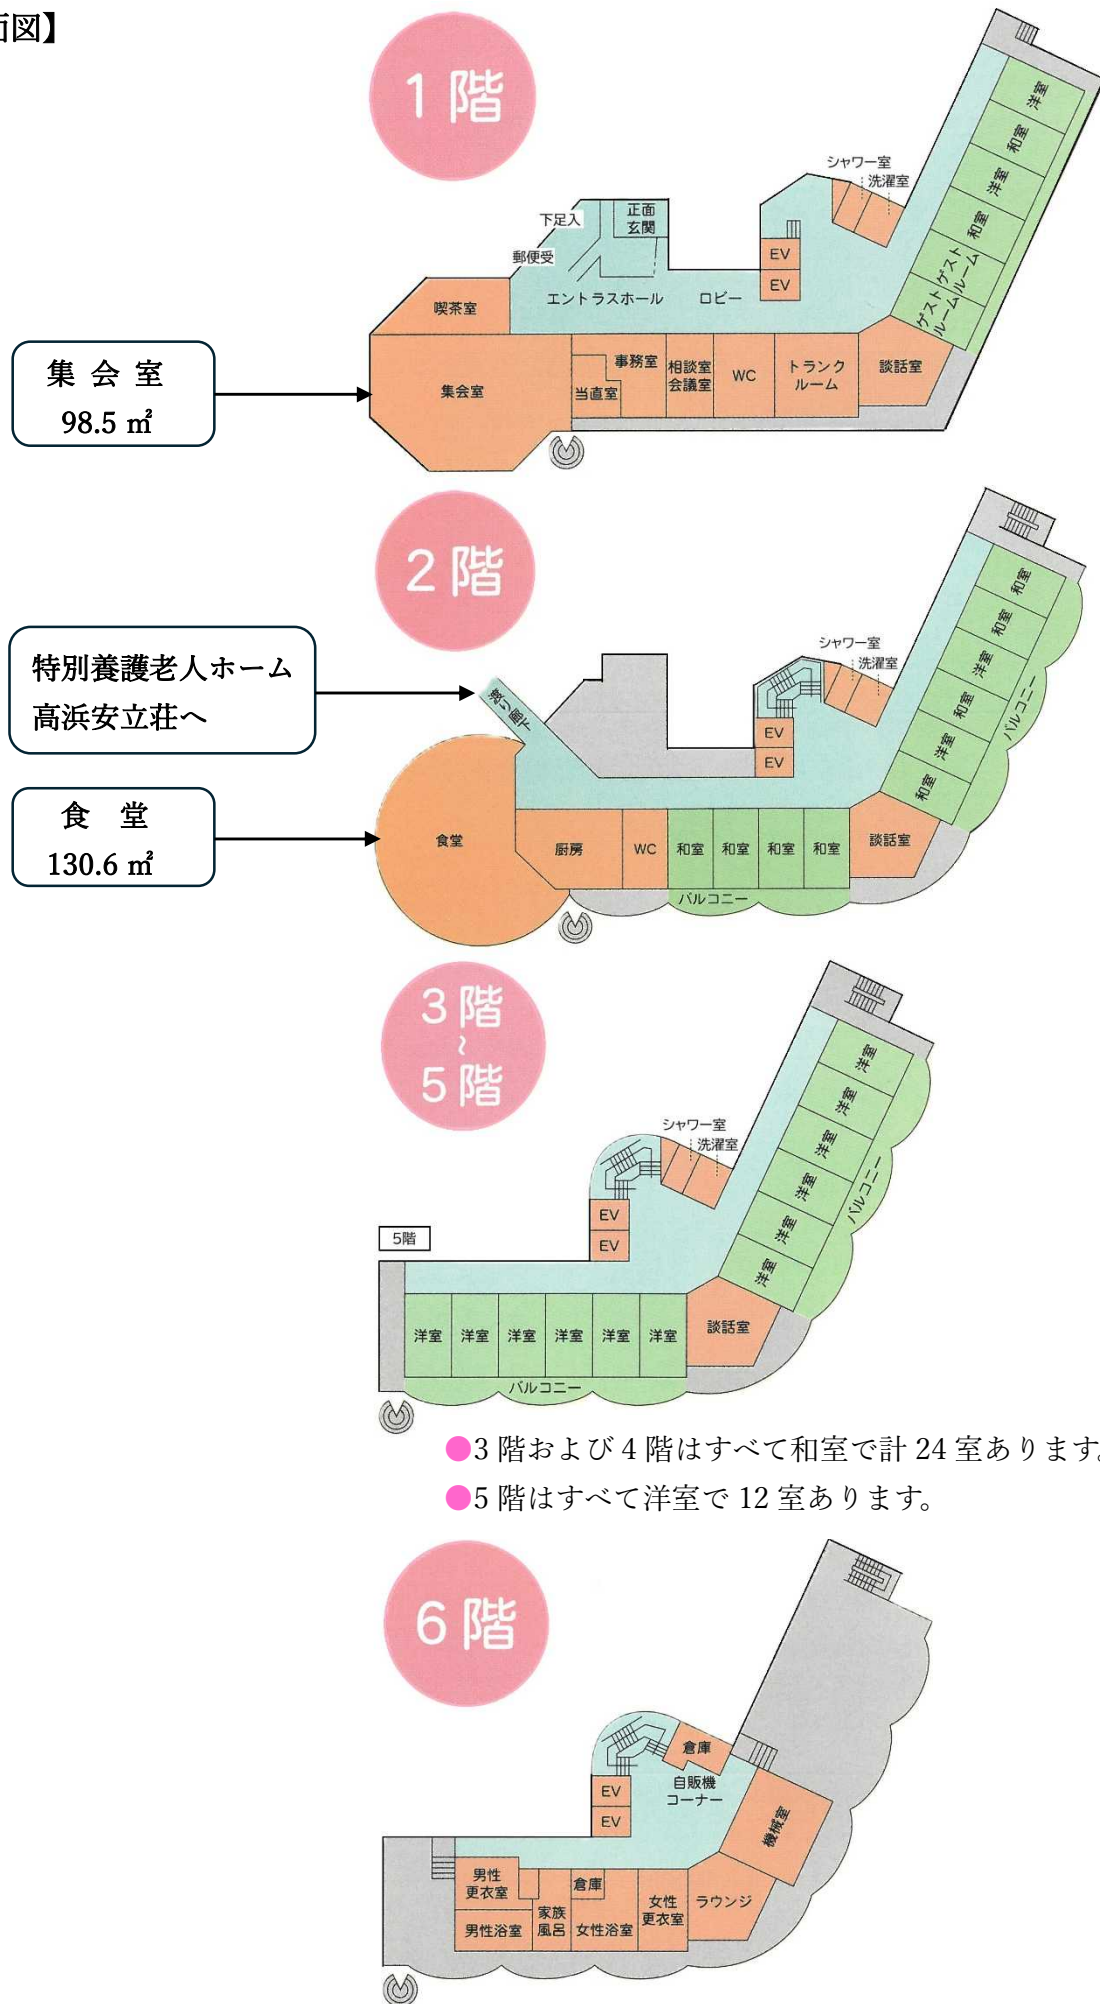 面図】
1階
洋室
和室
洋室
和室
ゲスト
ルーム
ゲスト
ルーム
シャワー室
洗濯室
下足入
正面
玄関
郵便受
EV
EV
エントラスホール
ロビー
喫茶室
集会室
事務室
当直室
相談室
会議室
WC
トランク
ルーム
談話室
集 会 室
98.5 ㎡
2階
特別養護老人ホーム
高浜安立荘へ
渡り廊下
シャワー室
洗濯室
EV
EV
和室
和室
洋室
和室
洋室
和室
バルコニー
食 堂
130.6 ㎡
食堂
厨房
WC
和室
和室
和室
和室
談話室
バルコニー
3階
~
5階
シャワー室
洗濯室
EV
EV
洋室
洋室
洋室
洋室
洋室
洋室
バルコニー
5階
洋室
洋室
洋室
洋室
洋室
洋室
談話室
バルコニー
●3 階および 4 階はすべて和室で計 24 室あります。
●5 階はすべて洋室で 12 室あります。
6階
倉庫
自販機
コーナー
EV
EV
機械室
男性
更衣室
男性浴室
家族
風呂
倉庫
女性浴室
女性
更衣室
ラウンジ